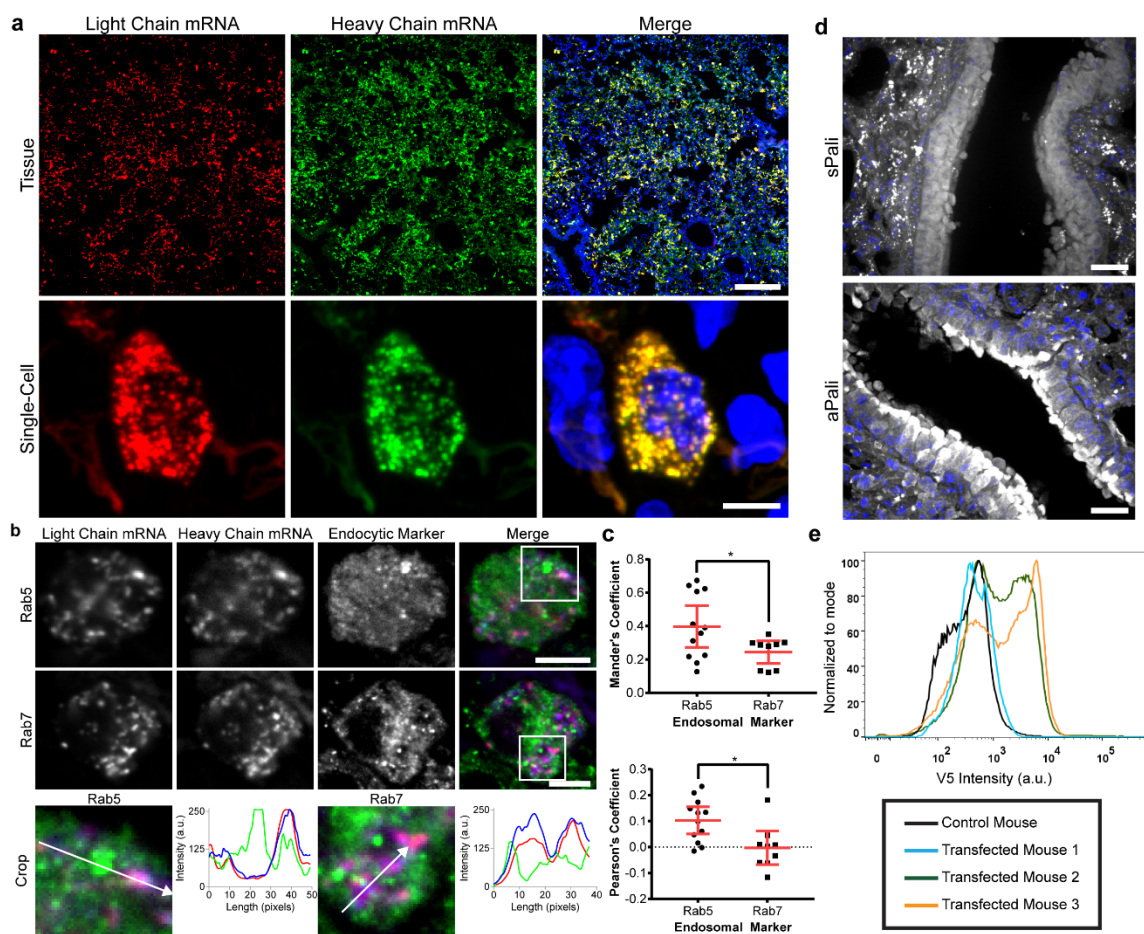 a
Light Chain mRNA
Heavy Chain mRNA
Merge
Tissue
Single-Cell
b
Light Chain mRNA
Heavy Chain mRNA
Endocytic Marker
Merge
Rab5
Rab7
Crop
Rab5
Intensity (a.u.)
250
125
0
0 10 20 30 40 50
Length (pixels)
Rab7
Intensity (a.u.)
250
125
0
0 10 20 30 40
Length (pixels)
c
Mander's Coefficient
0.8
0.6
0.4
0.2
0.0
*
Rab5 Rab7
Endosomal Marker
Pearson's Coefficient
0.3
0.2
0.1
0.0
-0.1
-0.2
*
Rab5 Rab7
Endosomal Marker
d
sPali
aPali
e
Normalized to mode
100
80
60
40
20
0
0 10² 10³ 10⁴ 10⁵
V5 Intensity (a.u.)
Control Mouse
Transfected Mouse 1
Transfected Mouse 2
Transfected Mouse 3